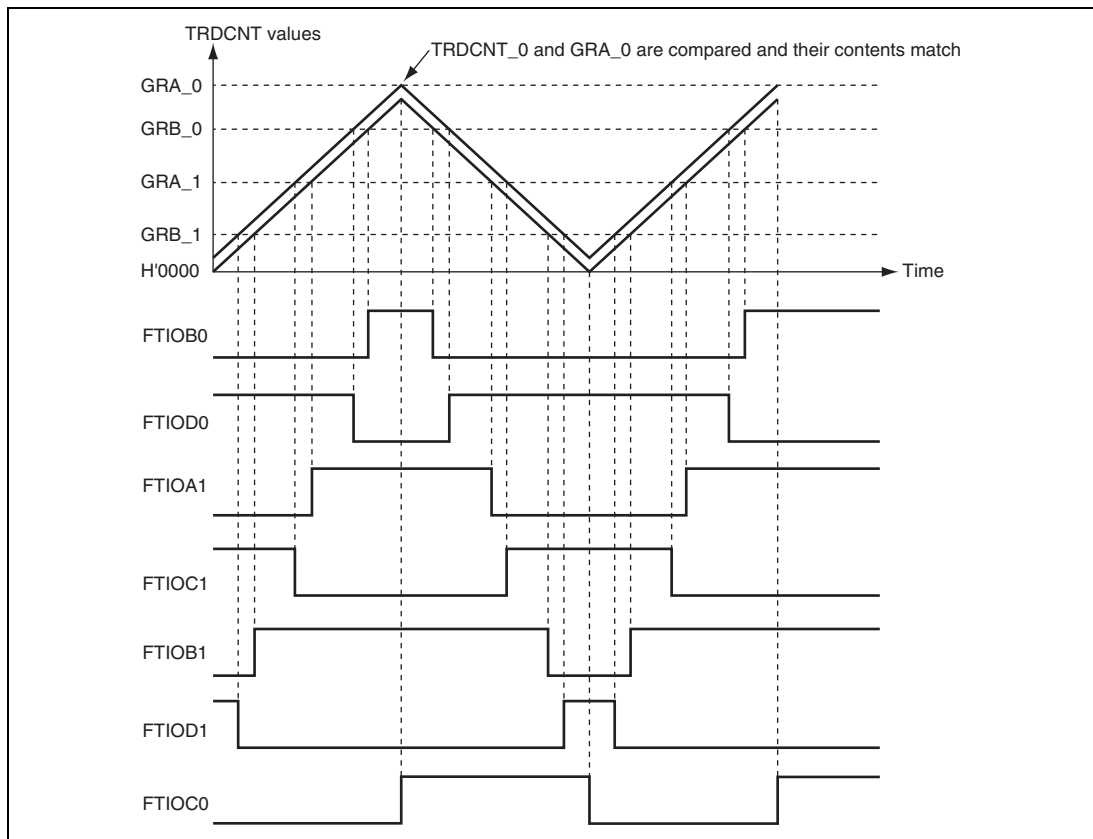 TRDCNT values
TRDCNT_0 and GRA_0 are compared and their contents match
GRA_0
GRB_0
GRA_1
GRB_1
H'0000
Time
FTIOB0
FTIOD0
FTIOA1
FTIOC1
FTIOB1
FTIOD1
FTIOC0